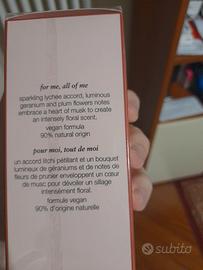 for me, all of me
sparkling lychee accord, luminous
geranium and plum flowers notes
embrace a heart of musk to create
an intensely floral scent.
vegan formula
90% natural origin
pour moi, tout de moi
un accord litchi pétillant et un bouquet
lumineux de géraniums et de notes de
fleurs de prunier enveloppent un cœur
de musc pour dévoiler un sillage
intensément floral.
formule vegan
90% d'origine naturelle
subito